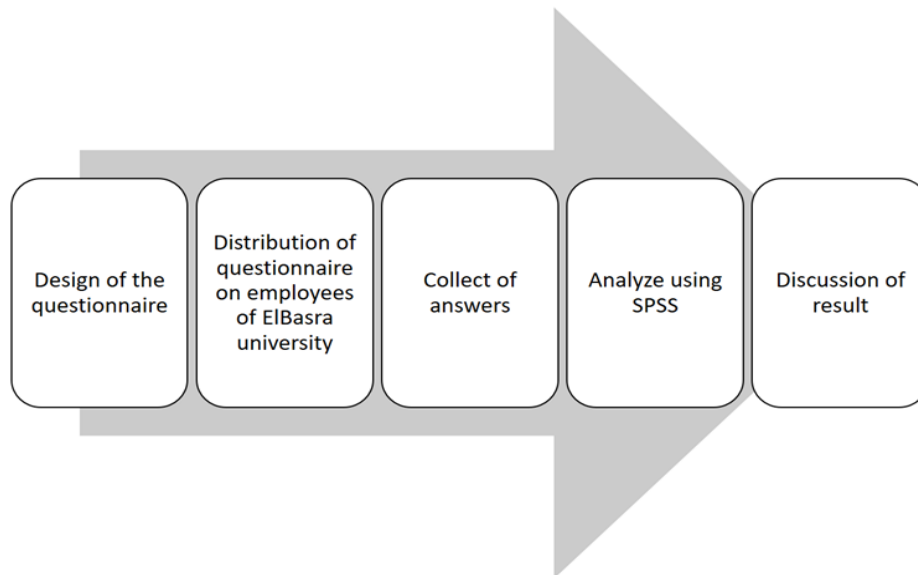 Design of the
questionnaire
Distribution of
questionnaire
on employees
of ElBasra
university
Collect of
answers
Analyze using
SPSS
Discussion of
result